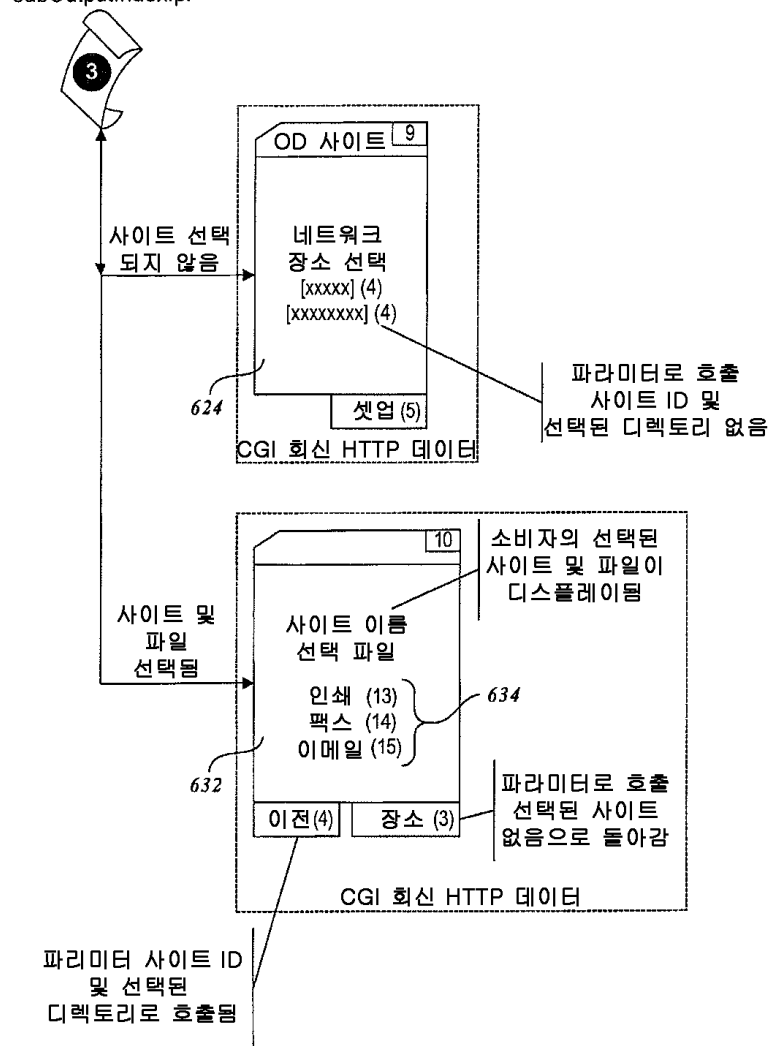 3
OD 사이트
9
사이트 선택
되지 않음
네트워크
장소 선택
[xxxxx] (4)
[xxxxxxxx] (4)
624
셋업 (5)
CGI 회신 HTTP 데이터
파라미터로 호출
사이트 ID 및
선택된 디렉토리 없음
10
소비자의 선택된
사이트 및 파일이
디스플레이됨
사이트 및
파일
선택됨
사이트 이름
선택 파일
인쇄 (13)
팩스 (14)
이메일 (15)
634
632
이전(4)
장소 (3)
파라미터로 호출
선택된 사이트
없음으로 돌아감
CGI 회신 HTTP 데이터
파리미터 사이트 ID
및 선택된
디렉토리로 호출됨